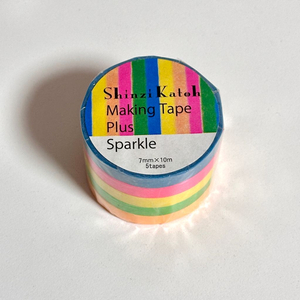 Shinzi Katoh
Making Tape
Plus
Sparkle
7mm×10m
5tapes